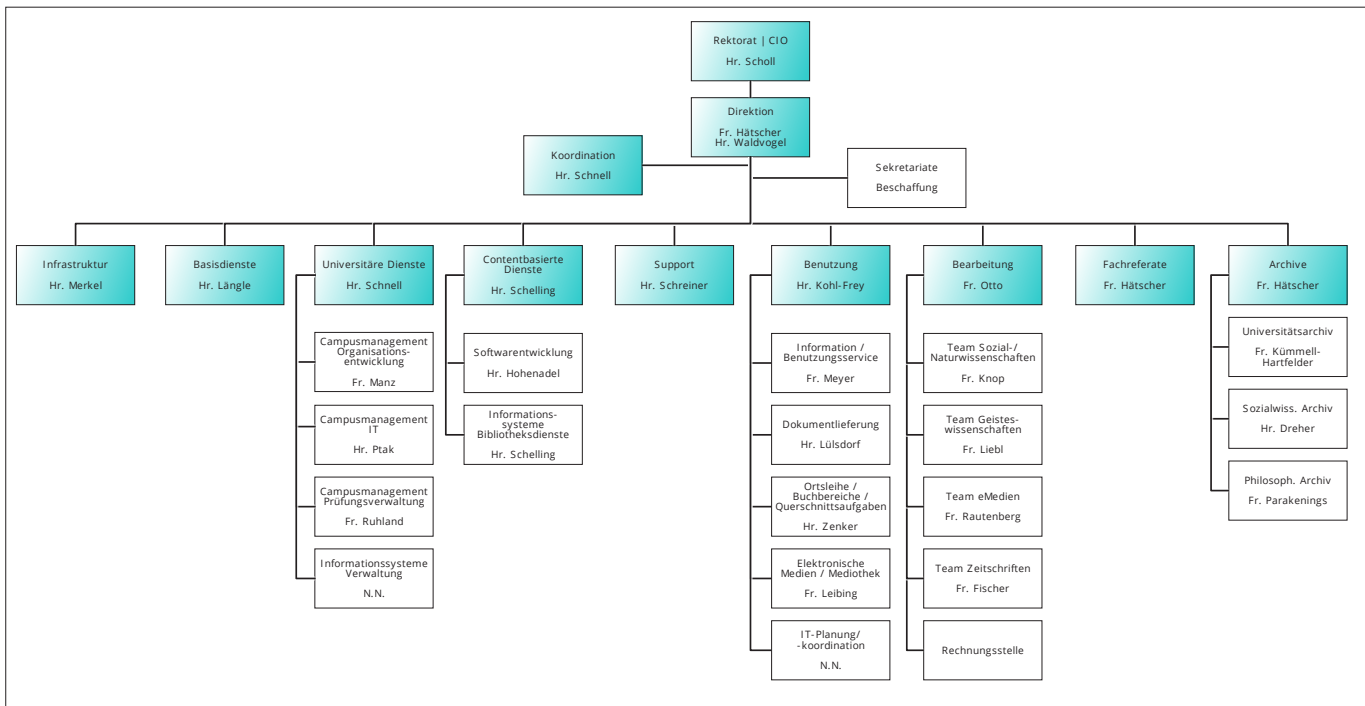 Rektorat | CIO
Hr. Scholl
Direktion
Fr. Hätscher
Hr. Waldvogel
Koordination
Hr. Schnell
Sekretariate
Beschaffung
Infrastruktur
Hr. Merkel
Basisdienste
Hr. Längle
Universitäre Dienste
Hr. Schnell
Campusmanagement
Organisations-
entwicklung
Fr. Manz
Campusmanagement
IT
Hr. Ptak
Campusmanagement
Prüfungsverwaltung
Fr. Ruhland
Informationssysteme
Verwaltung
N.N.
Contentbasierte
Dienste
Hr. Schelling
Softwarentwicklung
Hr. Hohenadel
Informations-
systeme
Bibliotheksdienste
Hr. Schelling
Support
Hr. Schreiner
Benutzung
Hr. Kohl-Frey
Information /
Benutzungsservice
Fr. Meyer
Dokumentlieferung
Hr. Lülsdorf
Ortsleihe /
Buchbereiche /
Querschnittsaufgaben
Hr. Zenker
Elektronische
Medien / Mediothek
Fr. Leibing
IT-Planung/
-koordination
N.N.
Bearbeitung
Fr. Otto
Team Sozial-/
Naturwissenschaften
Fr. Knop
Team Geistes-
wissenschaften
Fr. Liebl
Team eMedien
Fr. Rautenberg
Team Zeitschriften
Fr. Fischer
Rechnungsstelle
Fachreferate
Fr. Hätscher
Archive
Fr. Hätscher
Universitätsarchiv
Fr. Kümmell-
Hartfelder
Sozialwiss. Archiv
Hr. Dreher
Philosoph. Archiv
Fr. Parakenings